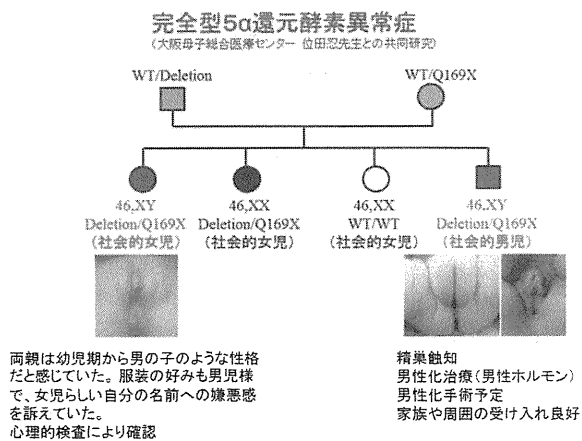 完全型5α還元酵素異常症
(大阪母子総合医療センター 位田忍先生との共同研究)
WT/Deletion WT/Q169X
46,XY 46,XX 46,XX 46,XY
Deletion/Q169X Deletion/Q169X WT/WT Deletion/Q169X
(社会的女児) (社会的女児) (社会的女児) (社会的男児)
両親は幼児期から男の子のような性格
だと感じていた。服装の好みも男児様
で、女児らしい自分の名前への嫌悪感
を訴えていた。
心理的検査により確認
精巣蝕知
男性化治療(男性ホルモン)
男性化手術予定
家族や周囲の受け入れ良好